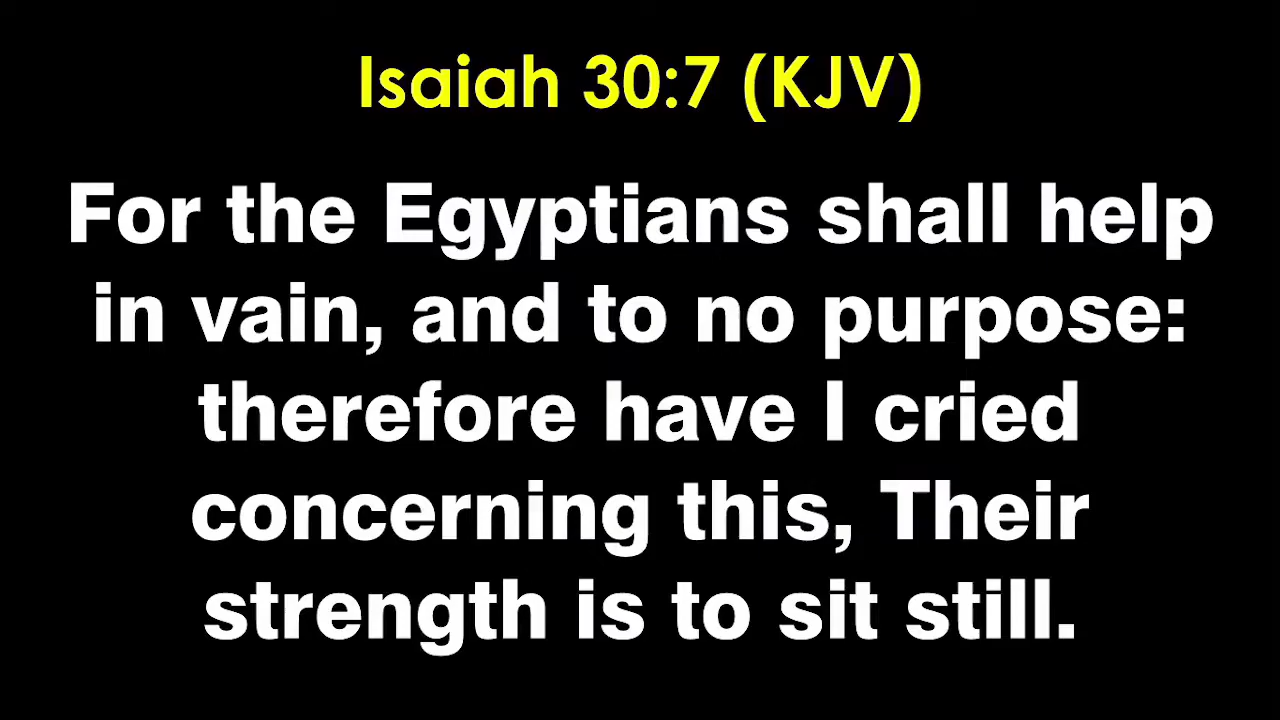 Isaiah 30:7 (KJV)
For the Egyptians shall help
in vain, and to no purpose:
therefore have I cried
concerning this, Their
strength is to sit still.